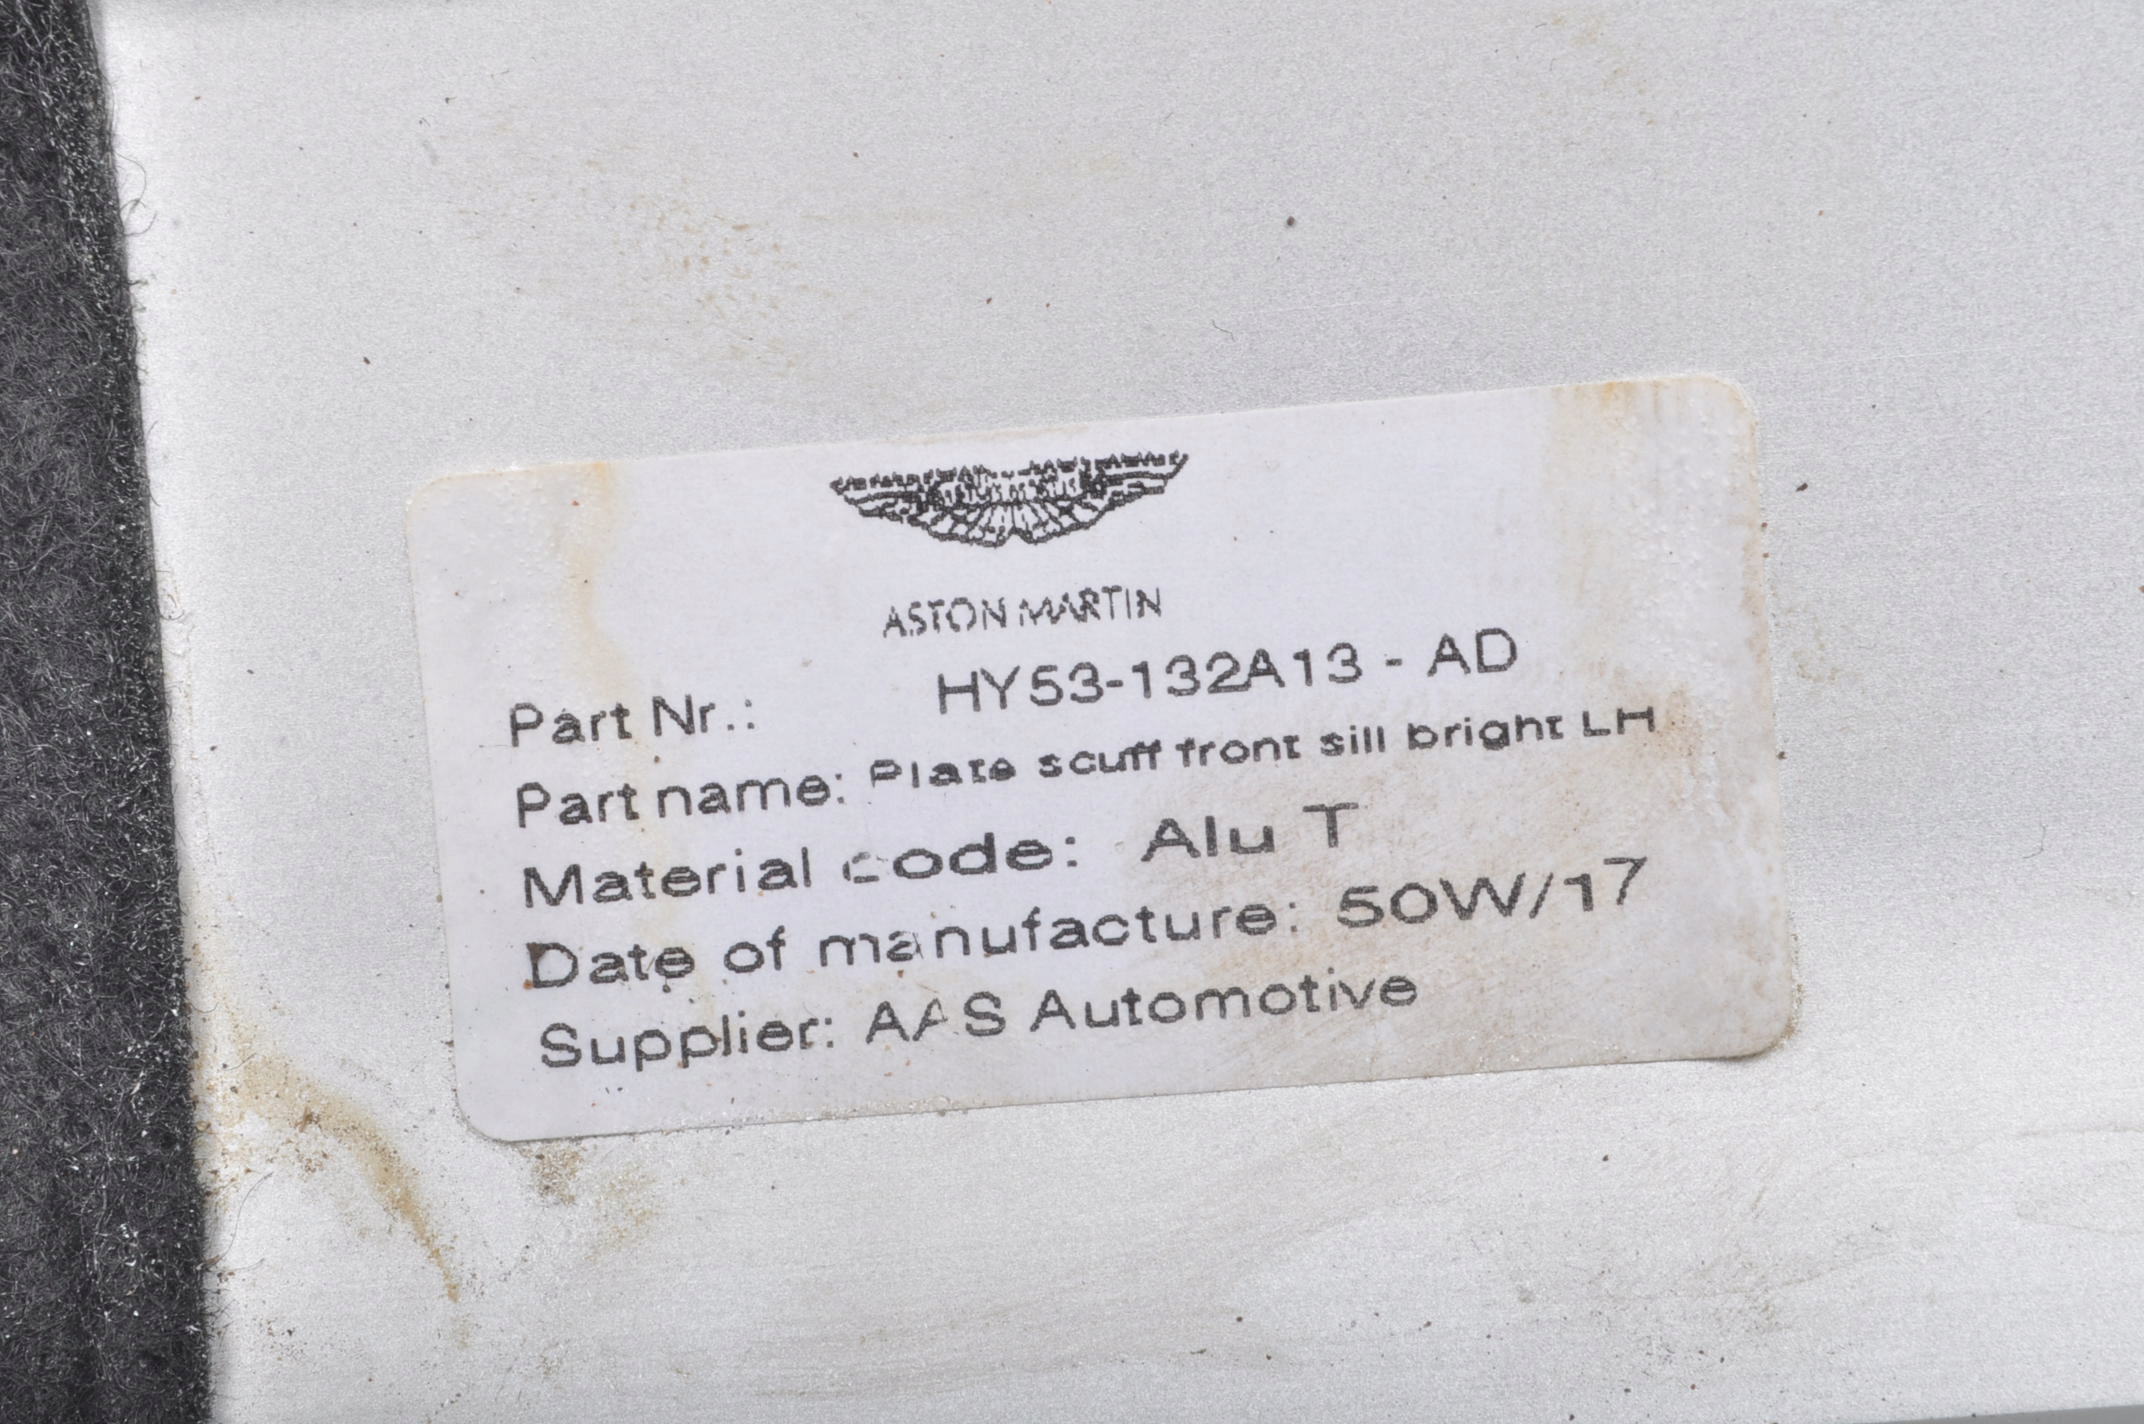 ASTON MARTIN
Part Nr.: HY53-132A13 - AD
Part name: Plate scuff front sill bright LH
Material code: Alu T
Date of manufacture: 50W/17
Supplier: AAS Automotive